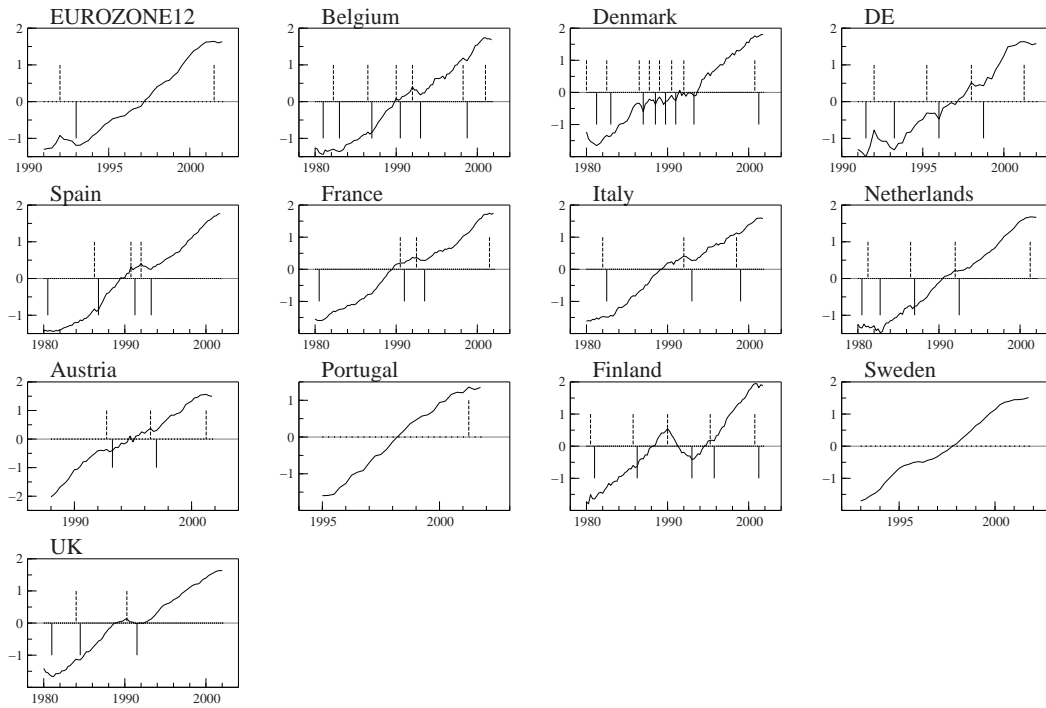 EUROZONE12 Belgium Denmark DE
2 2 2 2
1 1 1 1
0 0 0 0
−1 −1 −1 −1
1990 1995 2000 1980 1990 2000 1980 1990 2000 1990 1995 2000
Spain France Italy Netherlands
2 2 2 2
1 1 1 1
0 0 0 0
−1 −1 −1 −1
1980 1990 2000 1980 1990 2000 1980 1990 2000 1980 1990 2000
Austria Portugal Finland Sweden
2 2 2
1 1 1 1
0 0 0 0
−1 −1 −1 −1
−2
1990 2000 1995 2000 1980 1990 2000 1995 2000
UK
2
1
0
−1
1980 1990 2000